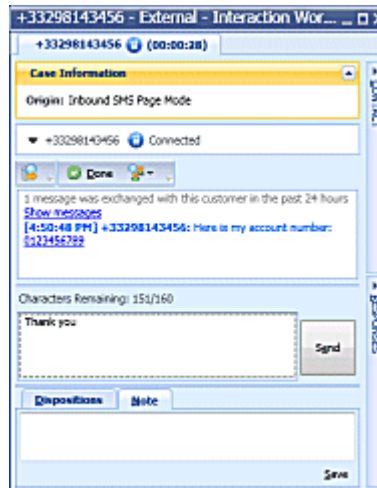 +33298143456 - External - Interaction Wor...
+33298143456 (00:00:28)
Case Information
Origin: Inbound SMS Page Mode
+33298143456 Connected
Done
1 message was exchanged with this customer in the past 24 hours
Show messages
[4:50:48 PM] +33298143456: Here is my account number:
0123456789
Characters Remaining: 151/160
Thank you
Send
Dispositions Note
Save
RESPONSES